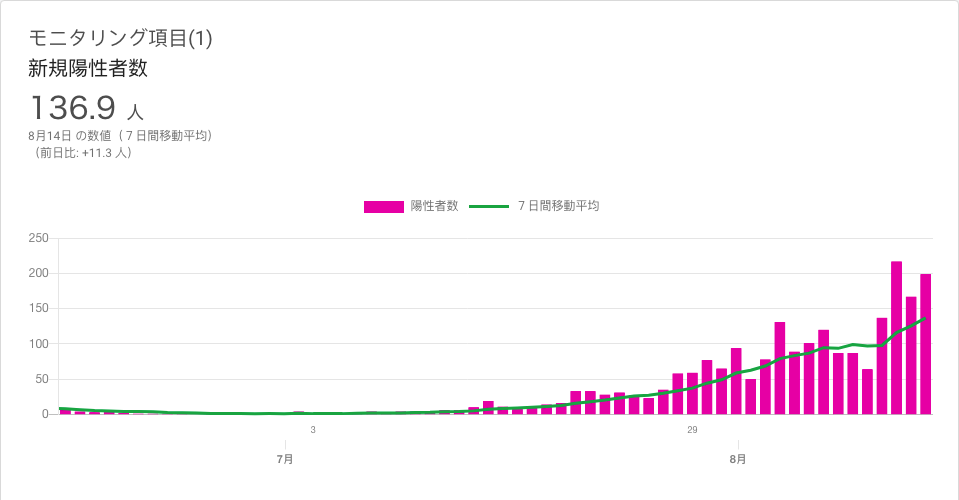 モニタリング項目(1)
新規陽性者数
136.9 人
8月14日 の数値（７日間移動平均）
（前日比: +11.3 人）
陽性者数 ７日間移動平均
250
200
150
100
50
0
3 29
7月 8月